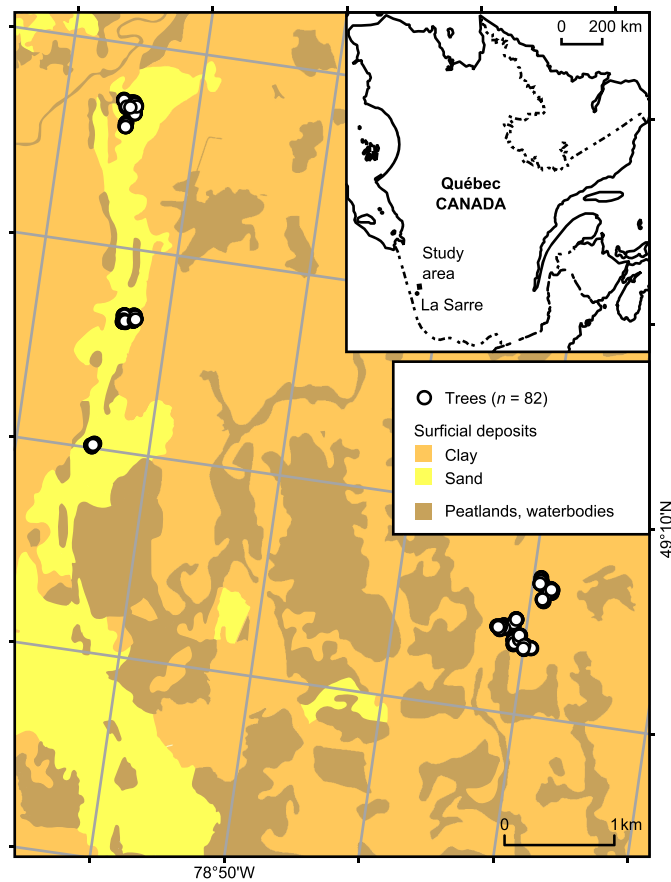 0 200 km
Québec
CANADA
Study
area
La Sarre
Trees (n = 82)
Surficial deposits
Clay
Sand
Peatlands, waterbodies
49°10'N
0 1 km
78°50'W